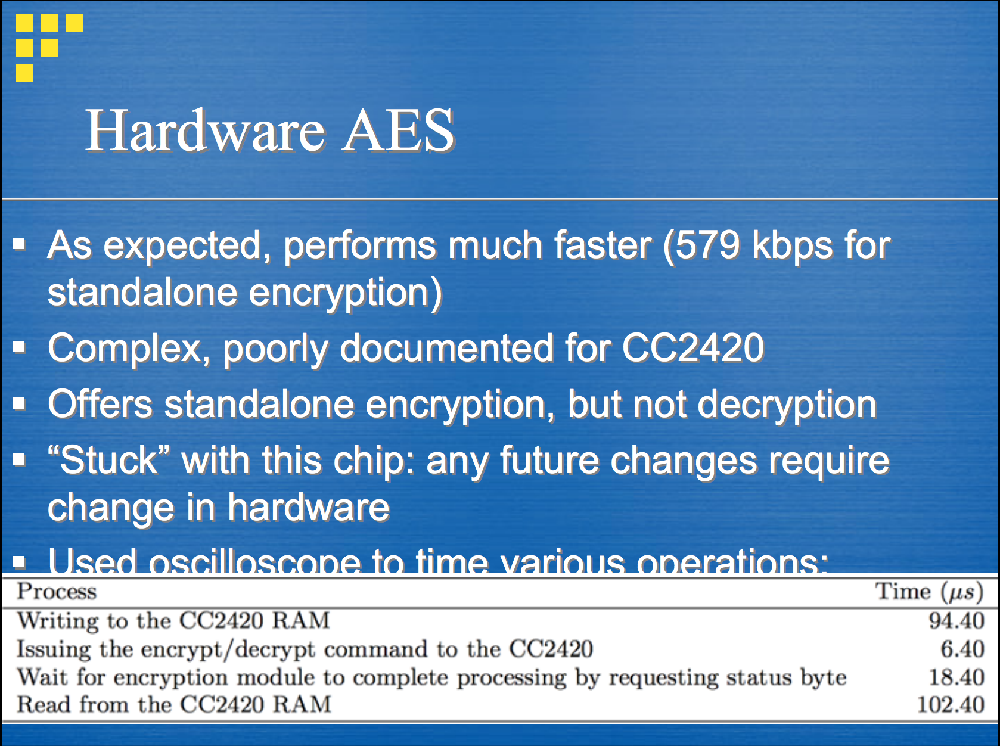 Hardware AES
▪ As expected, performs much faster (579 kbps for
standalone encryption)
▪ Complex, poorly documented for CC2420
▪ Offers standalone encryption, but not decryption
▪ “Stuck” with this chip: any future changes require
change in hardware
▪ Used oscilloscope to time various operations:
Process Time (μs)
Writing to the CC2420 RAM 94.40
Issuing the encrypt/decrypt command to the CC2420 6.40
Wait for encryption module to complete processing by requesting status byte 18.40
Read from the CC2420 RAM 102.40